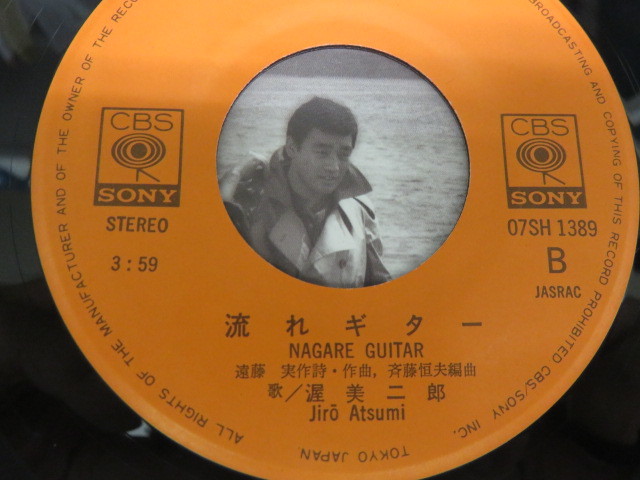 CBS
SONY
STEREO
3:59
CBS
SONY
07SH 1389
B
JASRAC
流れギター
NAGARE GUITAR
遠藤 実作詩・作曲, 斉藤恒夫編曲
歌／渥美二郎
Jirō Atsumi
ALL RIGHTS OF THE MANUFACTURER AND OF THE OWNER OF THE RECOR
BROADCASTING AND COPYING OF THIS RECORD PROHIBITED CBS/SONY INC.
TOKYO JAPAN